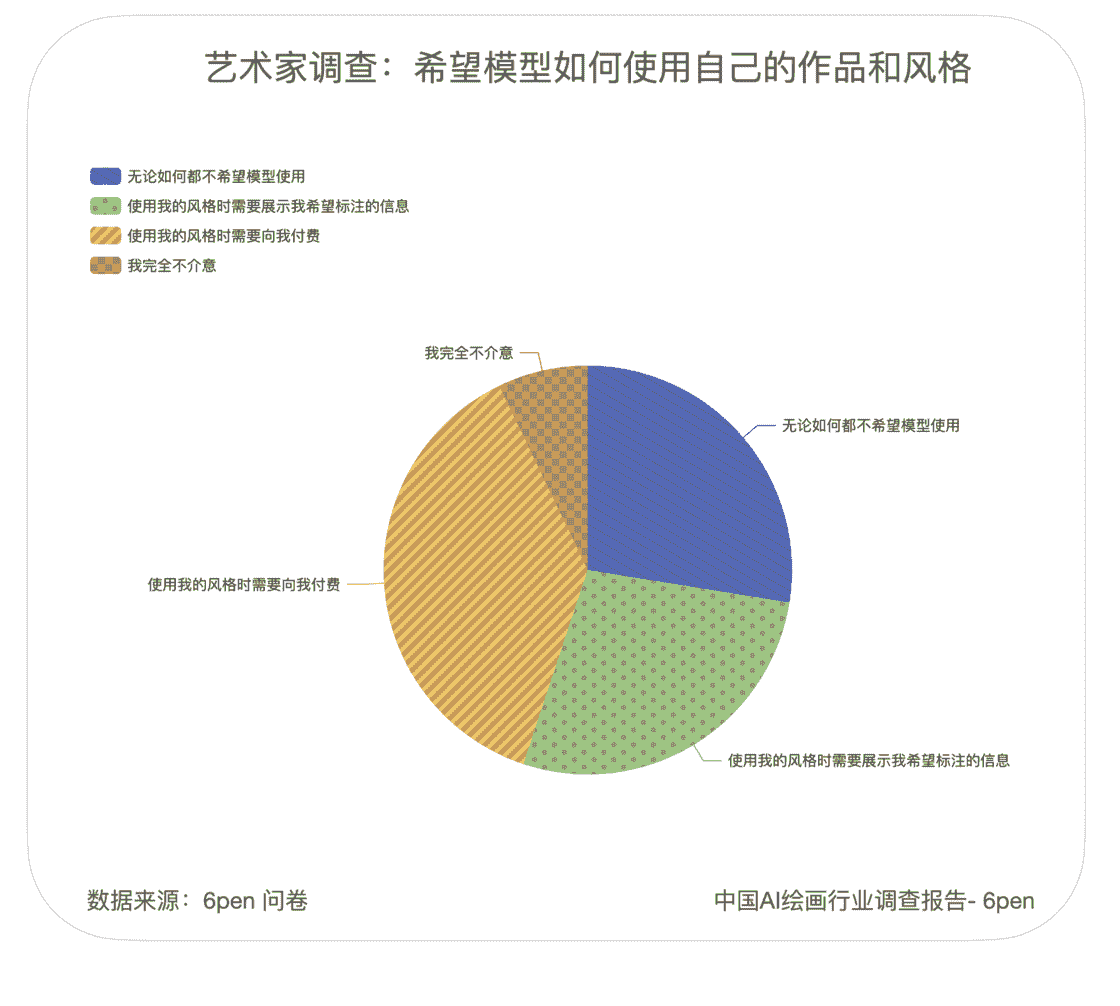 艺术家调查：希望模型如何使用自己的作品和风格
无论如何都不希望模型使用
使用我的风格时需要展示我希望标注的信息
使用我的风格时需要向我付费
我完全不介意
我完全不介意
无论如何都不希望模型使用
使用我的风格时需要向我付费
使用我的风格时需要展示我希望标注的信息
数据来源：6pen 问卷
中国AI绘画行业调查报告- 6pen